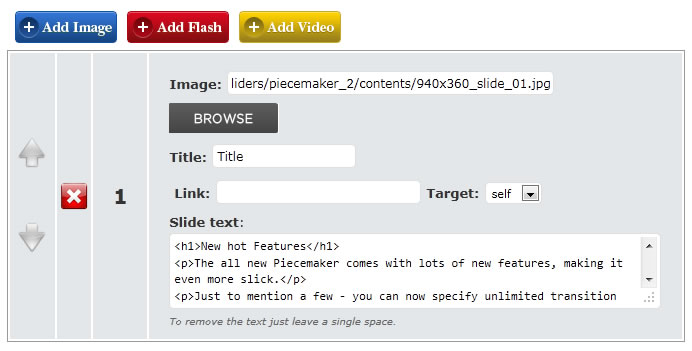 Add Image Add Flash Add Video
Image: liders/piecemaker_2/contents/940x360_slide_01.jpg
BROWSE
Title: Title
1
Link: Target: self
Slide text:
<h1>New hot Features</h1>
<p>The all new Piecemaker comes with lots of new features, making it
even more slick.</p>
<p>Just to mention a few - you can now specify unlimited transition
To remove the text just leave a single space.